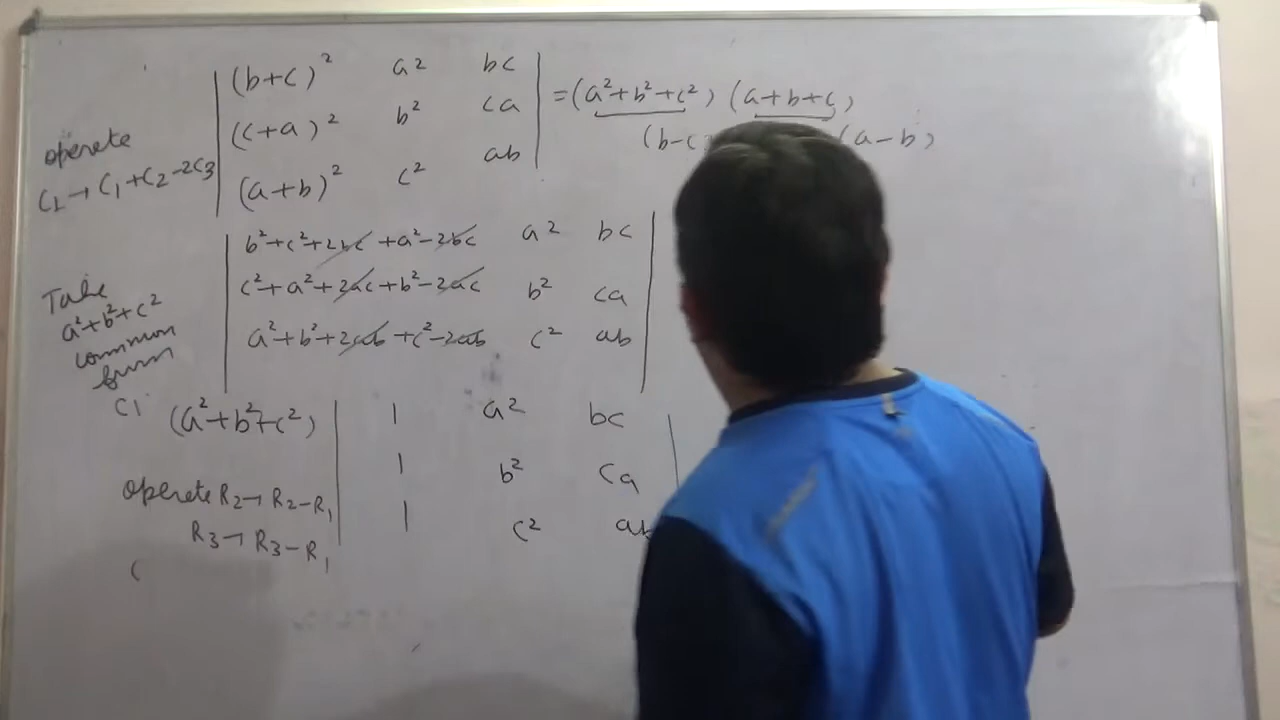 (b+c)² a² bc = (a²+b²+c²) (a+b+c)
(c+a)² b² ca (b-c (a-b)
(a+b)² c² ab
operate
C₁→C₁+C₂-2C₃
b²+c²+2bc+a²-2bc a² bc
c²+a²+2ac+b²-2ac b² ca
a²+b²+2ab+c²-2ab c² ab
Take
a²+b²+c²
common
from
C1
(a²+b²+c²) 1 a² bc
1 b² ca
1 c² ab
operate R₂→R₂-R₁
R₃→R₃-R₁
(